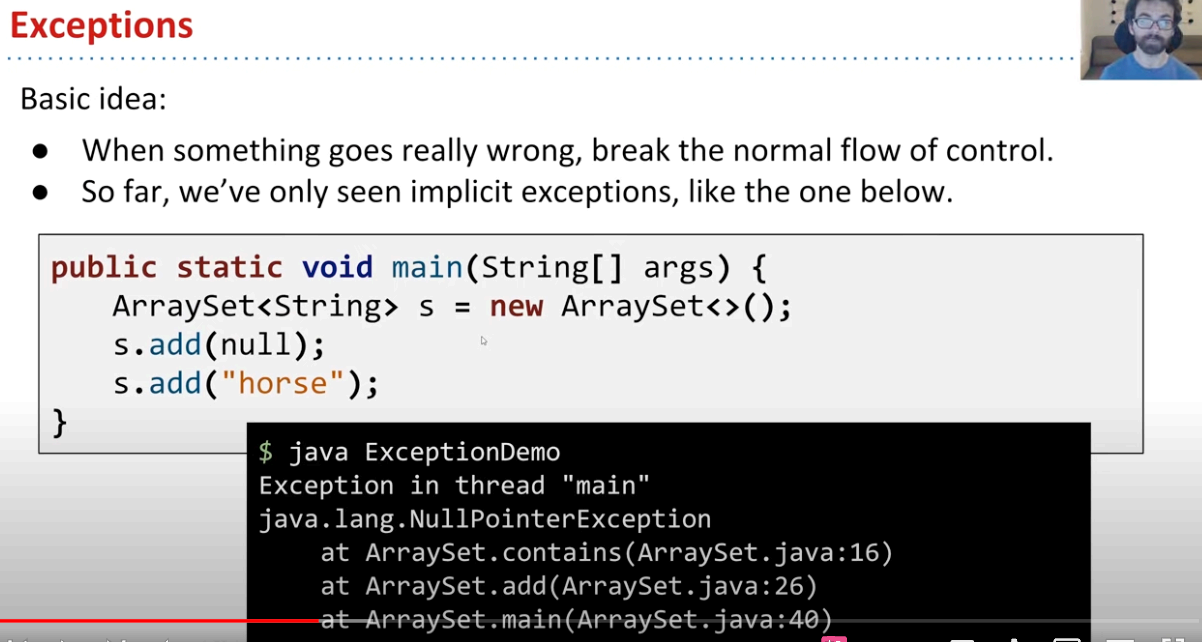 Exceptions
Basic idea:
● When something goes really wrong, break the normal flow of control.
● So far, we've only seen implicit exceptions, like the one below.
public static void main(String[] args) {
    ArraySet<String> s = new ArraySet<>();
    s.add(null);
    s.add("horse");
}
$ java ExceptionDemo
Exception in thread "main"
java.lang.NullPointerException
    at ArraySet.contains(ArraySet.java:16)
    at ArraySet.add(ArraySet.java:26)
    at ArraySet.main(ArraySet.java:40)